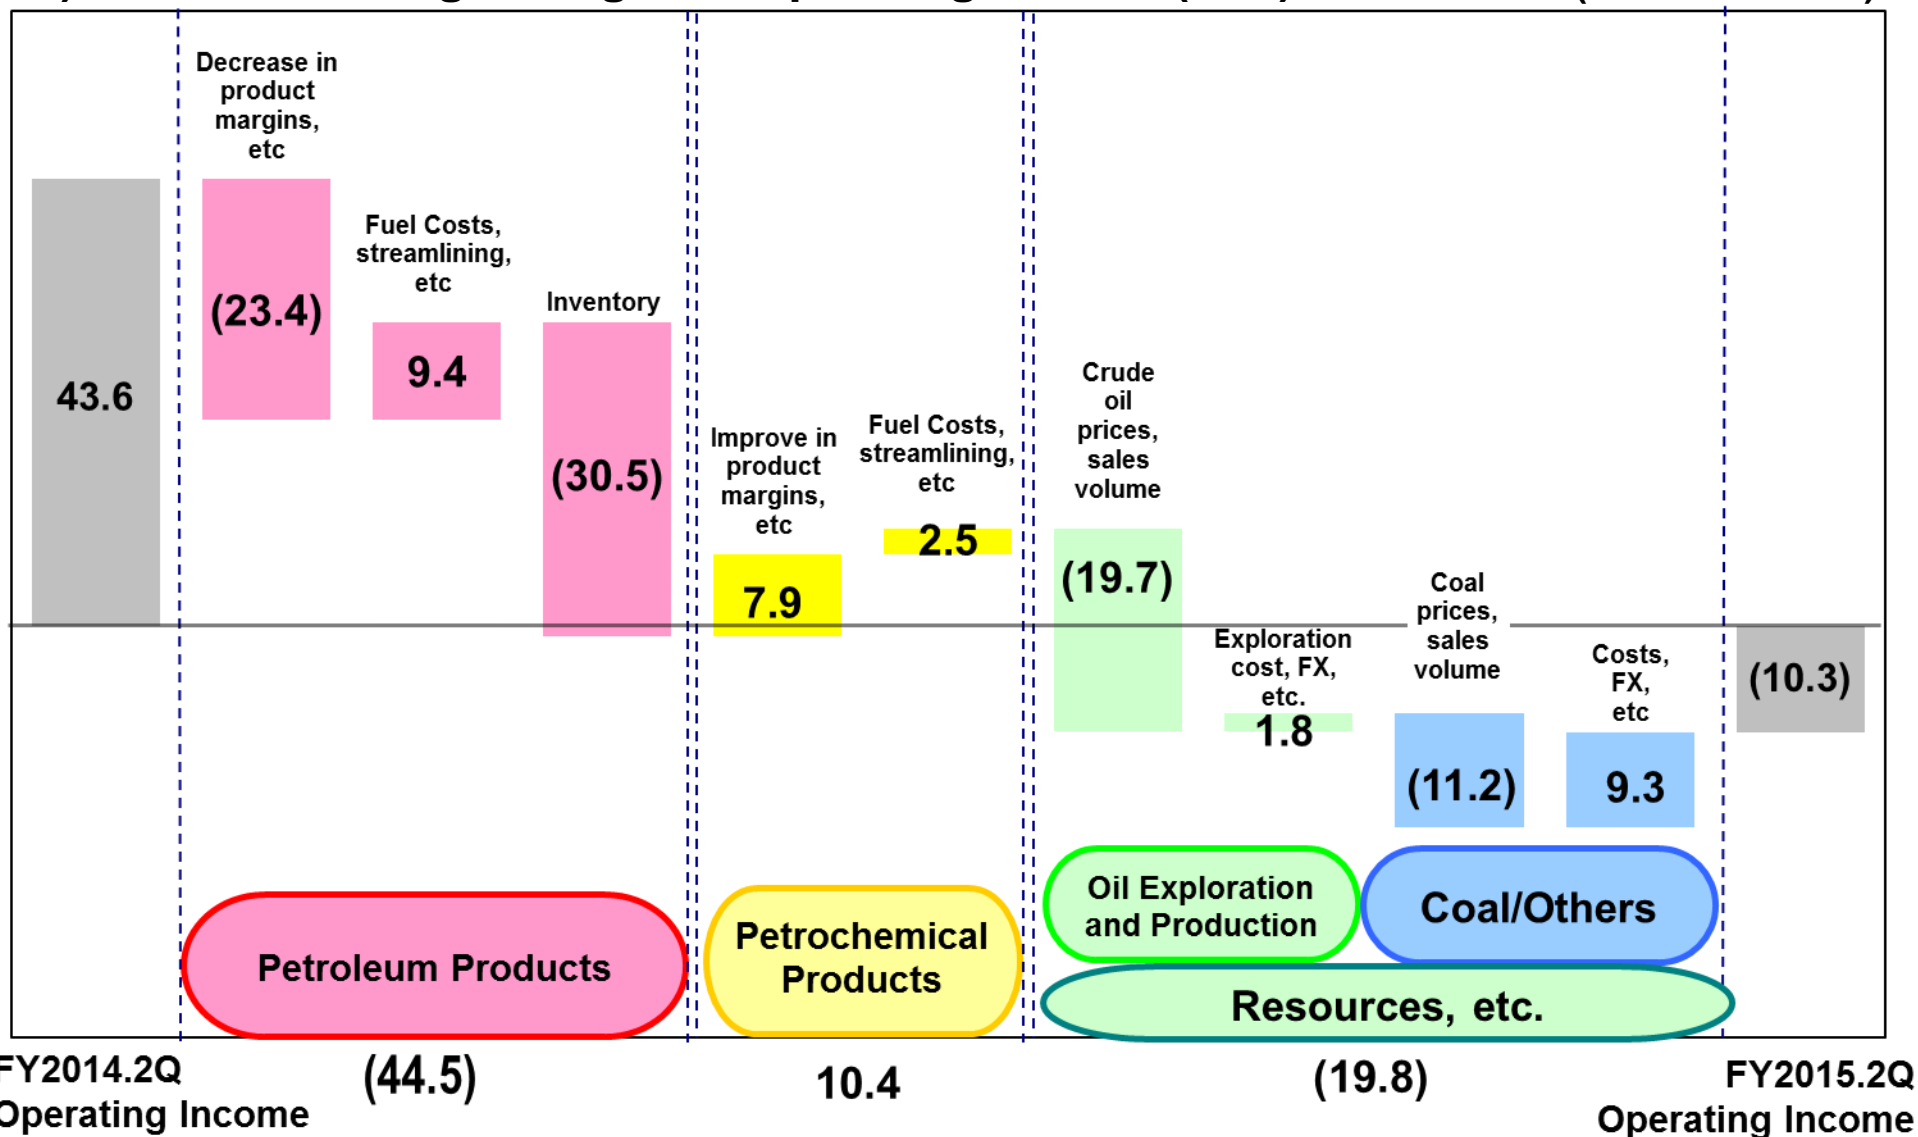 Decrease in
product
margins,
etc
43.6
(23.4)
Fuel Costs,
streamlining,
etc
9.4
Inventory
(30.5)
Improve in
product
margins,
etc
7.9
Fuel Costs,
streamlining,
etc
2.5
Crude
oil
prices,
sales
volume
(19.7)
Exploration
cost, FX,
etc.
1.8
Coal
prices,
sales
volume
(11.2)
Costs,
FX,
etc
9.3
(10.3)
Petroleum Products
Petrochemical
Products
Oil Exploration
and Production
Coal/Others
Resources, etc.
FY2014.2Q
Operating Income
(44.5)
10.4
(19.8)
FY2015.2Q
Operating Income